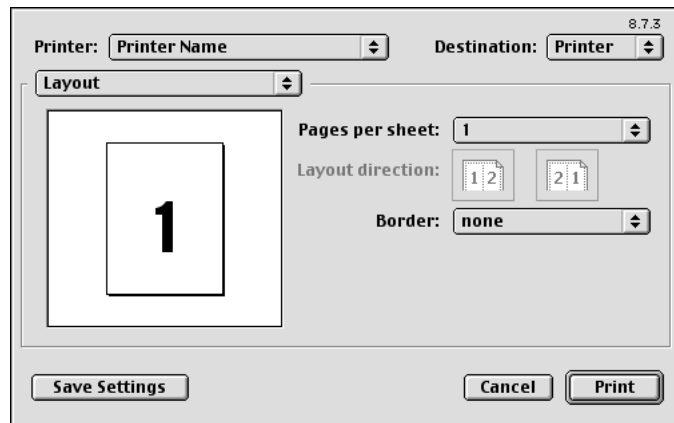 8.7.3
Printer: Printer Name Destination: Printer
Layout
Pages per sheet: 1
Layout direction: 1 2 2 1
1
Border: none
Save Settings Cancel Print